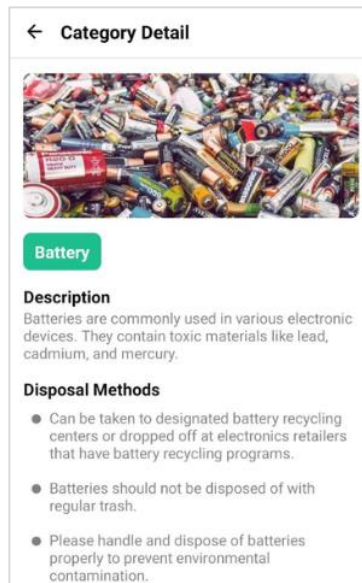 Category Detail
Battery
Description
Batteries are commonly used in various electronic
devices. They contain toxic materials like lead,
cadmium, and mercury.
Disposal Methods
Can be taken to designated battery recycling
centers or dropped off at electronics retailers
that have battery recycling programs.
Batteries should not be disposed of with
regular trash.
Please handle and dispose of batteries
properly to prevent environmental
contamination.